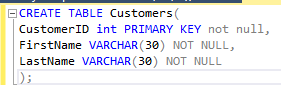 CREATE TABLE Customers(
CustomerID int PRIMARY KEY not null,
FirstName VARCHAR(30) NOT NULL,
LastName VARCHAR(30) NOT NULL
);